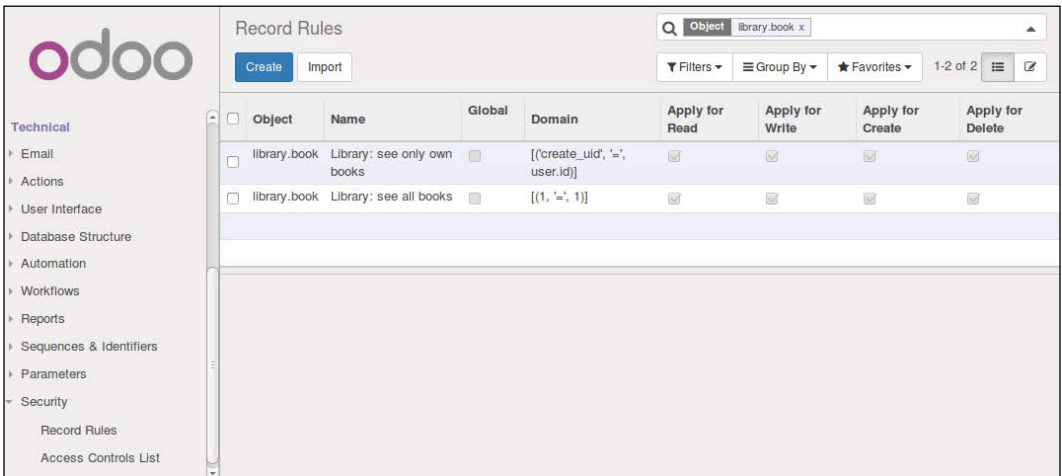 odoo
Record Rules
Object library.book x
Create Import
Filters Group By Favorites 1-2 of 2
Technical
Email
Actions
User Interface
Database Structure
Automation
Workflows
Reports
Sequences & Identifiers
Parameters
Security
Record Rules
Access Controls List
Object Name Global Domain Apply for Read Apply for Write Apply for Create Apply for Delete
library.book Library: see only own books [('create_uid', '=', user.id)]
library.book Library: see all books [(1, '=', 1)]